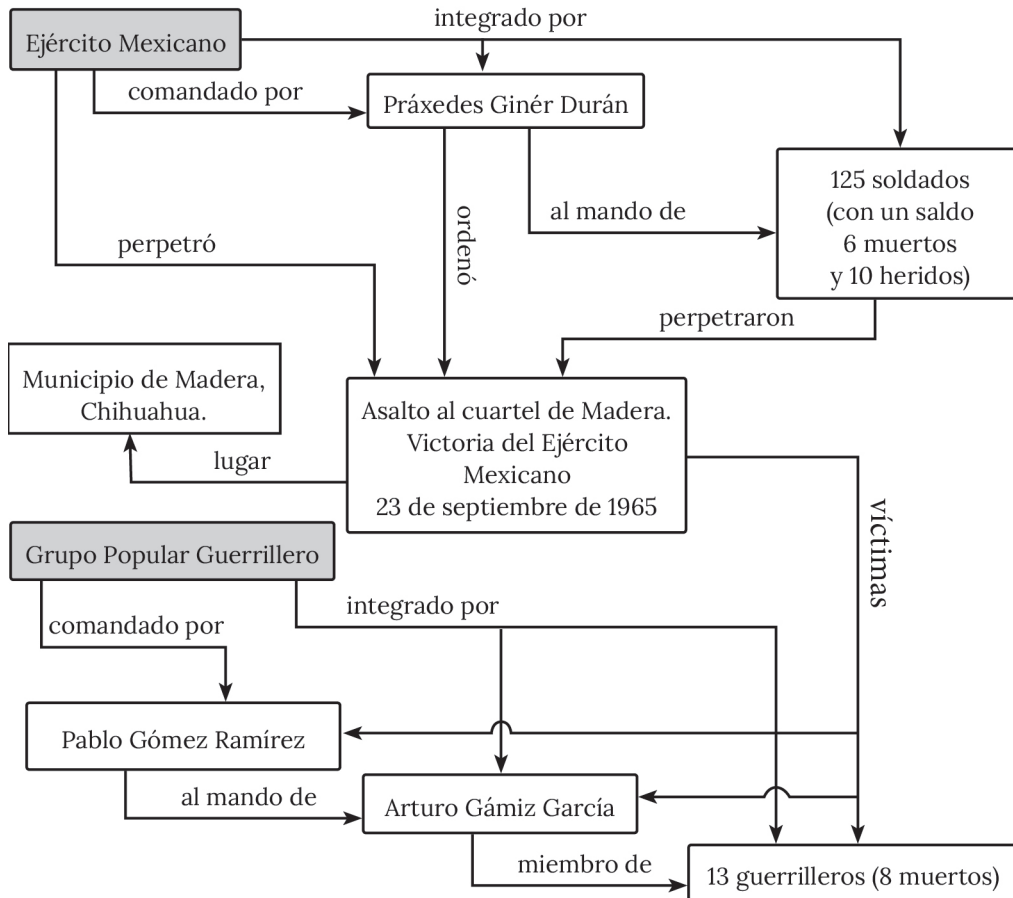 integrado por
Ejército Mexicano
comandado por
Práxedes Ginér Durán
125 soldados
(con un saldo
6 muertos
y 10 heridos)
al mando de
ordenó
perpetró
perpetraron
Municipio de Madera,
Chihuahua.
Asalto al cuartel de Madera.
Victoria del Ejército
Mexicano
23 de septiembre de 1965
lugar
víctimas
Grupo Popular Guerrillero
integrado por
comandado por
Pablo Gómez Ramírez
al mando de
Arturo Gámiz García
miembro de
13 guerrilleros (8 muertos)